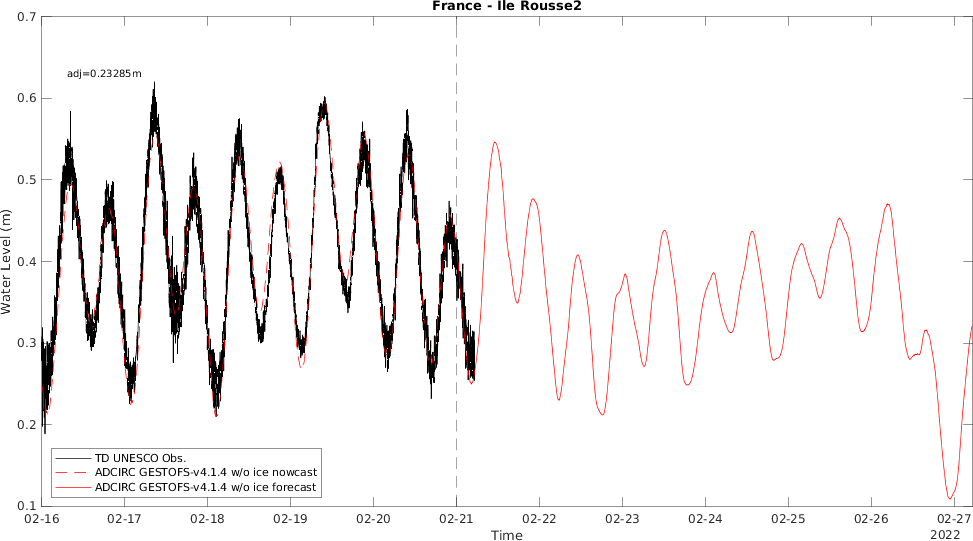 France - Ile Rousse2
adj=0.23285m
0.7
0.6
0.5
0.4
0.3
0.2
0.1
Water Level (m)
TD UNESCO Obs.
ADCIRC GESTOFS-v4.1.4 w/o ice nowcast
ADCIRC GESTOFS-v4.1.4 w/o ice forecast
02-16 02-17 02-18 02-19 02-20 02-21 02-22 02-23 02-24 02-25 02-26 02-27
Time
2022